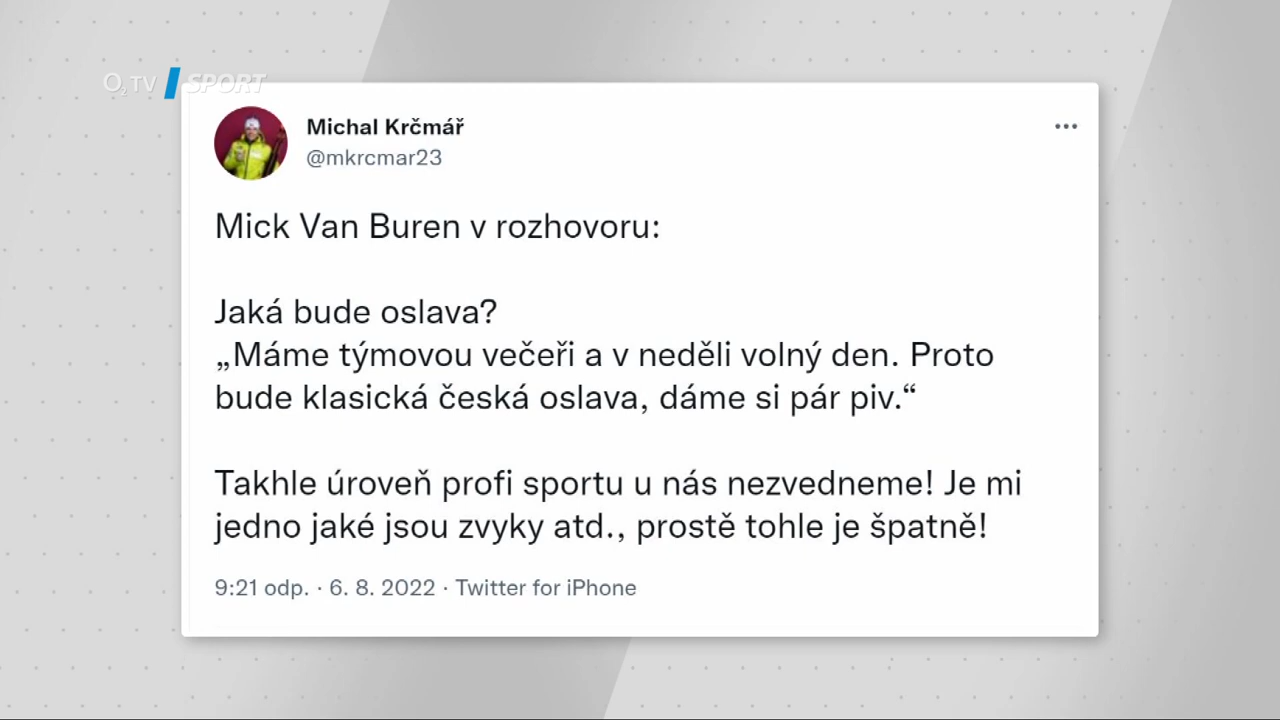 O₂ TV SPORT
Michal Krčmář
@mkrcmar23
Mick Van Buren v rozhovoru:
Jaká bude oslava?
„Máme týmovou večeři a v neděli volný den. Proto
bude klasická česká oslava, dáme si pár piv.“
Takhle úroveň profi sportu u nás nezvedneme! Je mi
jedno jaké jsou zvyky atd., prostě tohle je špatně!
9:21 odp. · 6. 8. 2022 · Twitter for iPhone